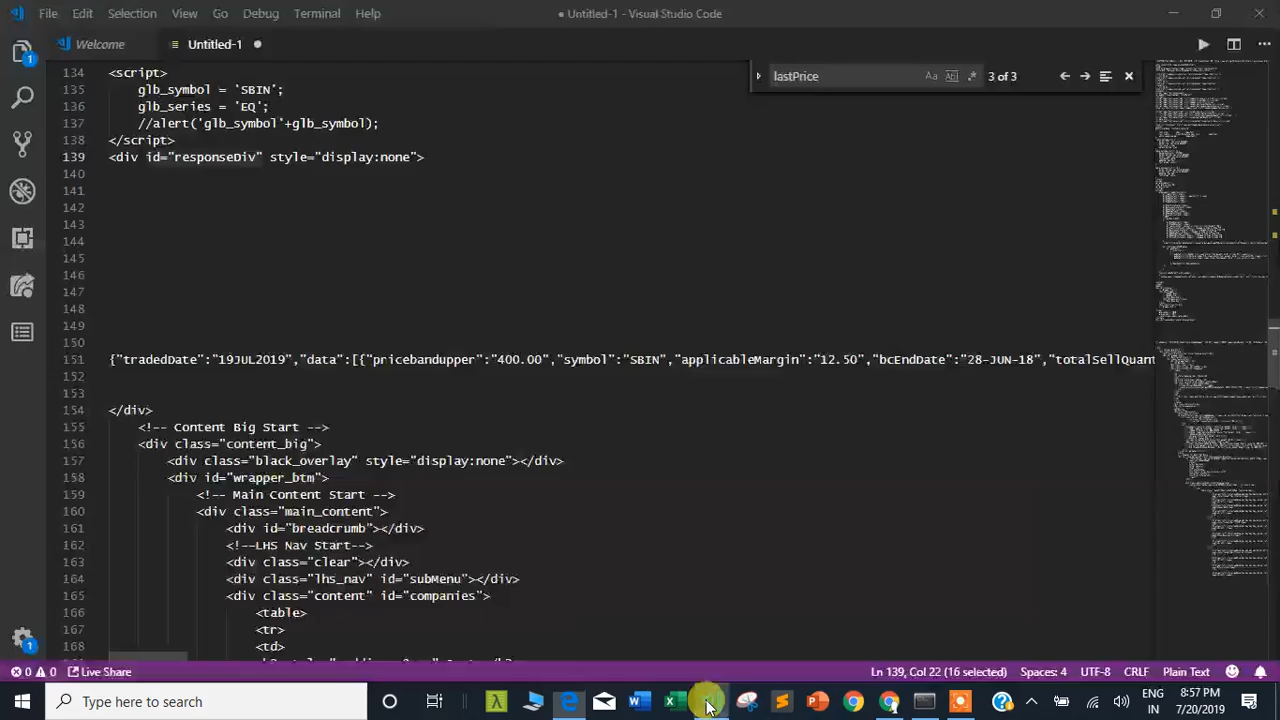 File Edit Selection View Go Debug Terminal Help
● Untitled-1 - Visual Studio Code
Welcome
Untitled-1 ●
lastPrice
Aa
3 of 3
134 <script>
135 glb_symbol = 'SBIN';
136 glb_series = 'EQ';
137 //alert('glb_symbol'+glb_symbol);
138 </script>
139 <div id="responseDiv" style="display:none">
140
141
142
143
144
145
146
147
148
149
150
151 {"tradedDate":"19JUL2019","data":[{"pricebandupper":"400.00","symbol":"SBIN","applicableMargin":"12.50","bcEndDate":"28-JUN-18","totalSellQuant
152
153
154 </div>
155 <!-- Content Big Start -->
156 <div class="content_big">
157 <div class="black_overlay" style="display:none"></div>
158 <div id="wrapper_btm">
159 <!-- Main Content Start -->
160 <div class="main_content">
161 <div id="breadcrumb"></div>
162 <!--LHS Nav Start-->
163 <div class="clear"></div>
164 <div class="lhs_nav" id="subMenu"></div>
165 <div class="content" id="companies">
166 <table>
167 <tr>
168 <td>
0 0 Live Share
Ln 139, Col 22 (16 selected) Spaces: 4 UTF-8 CRLF Plain Text
Type here to search
ENG
IN
8:57 PM
7/20/2019